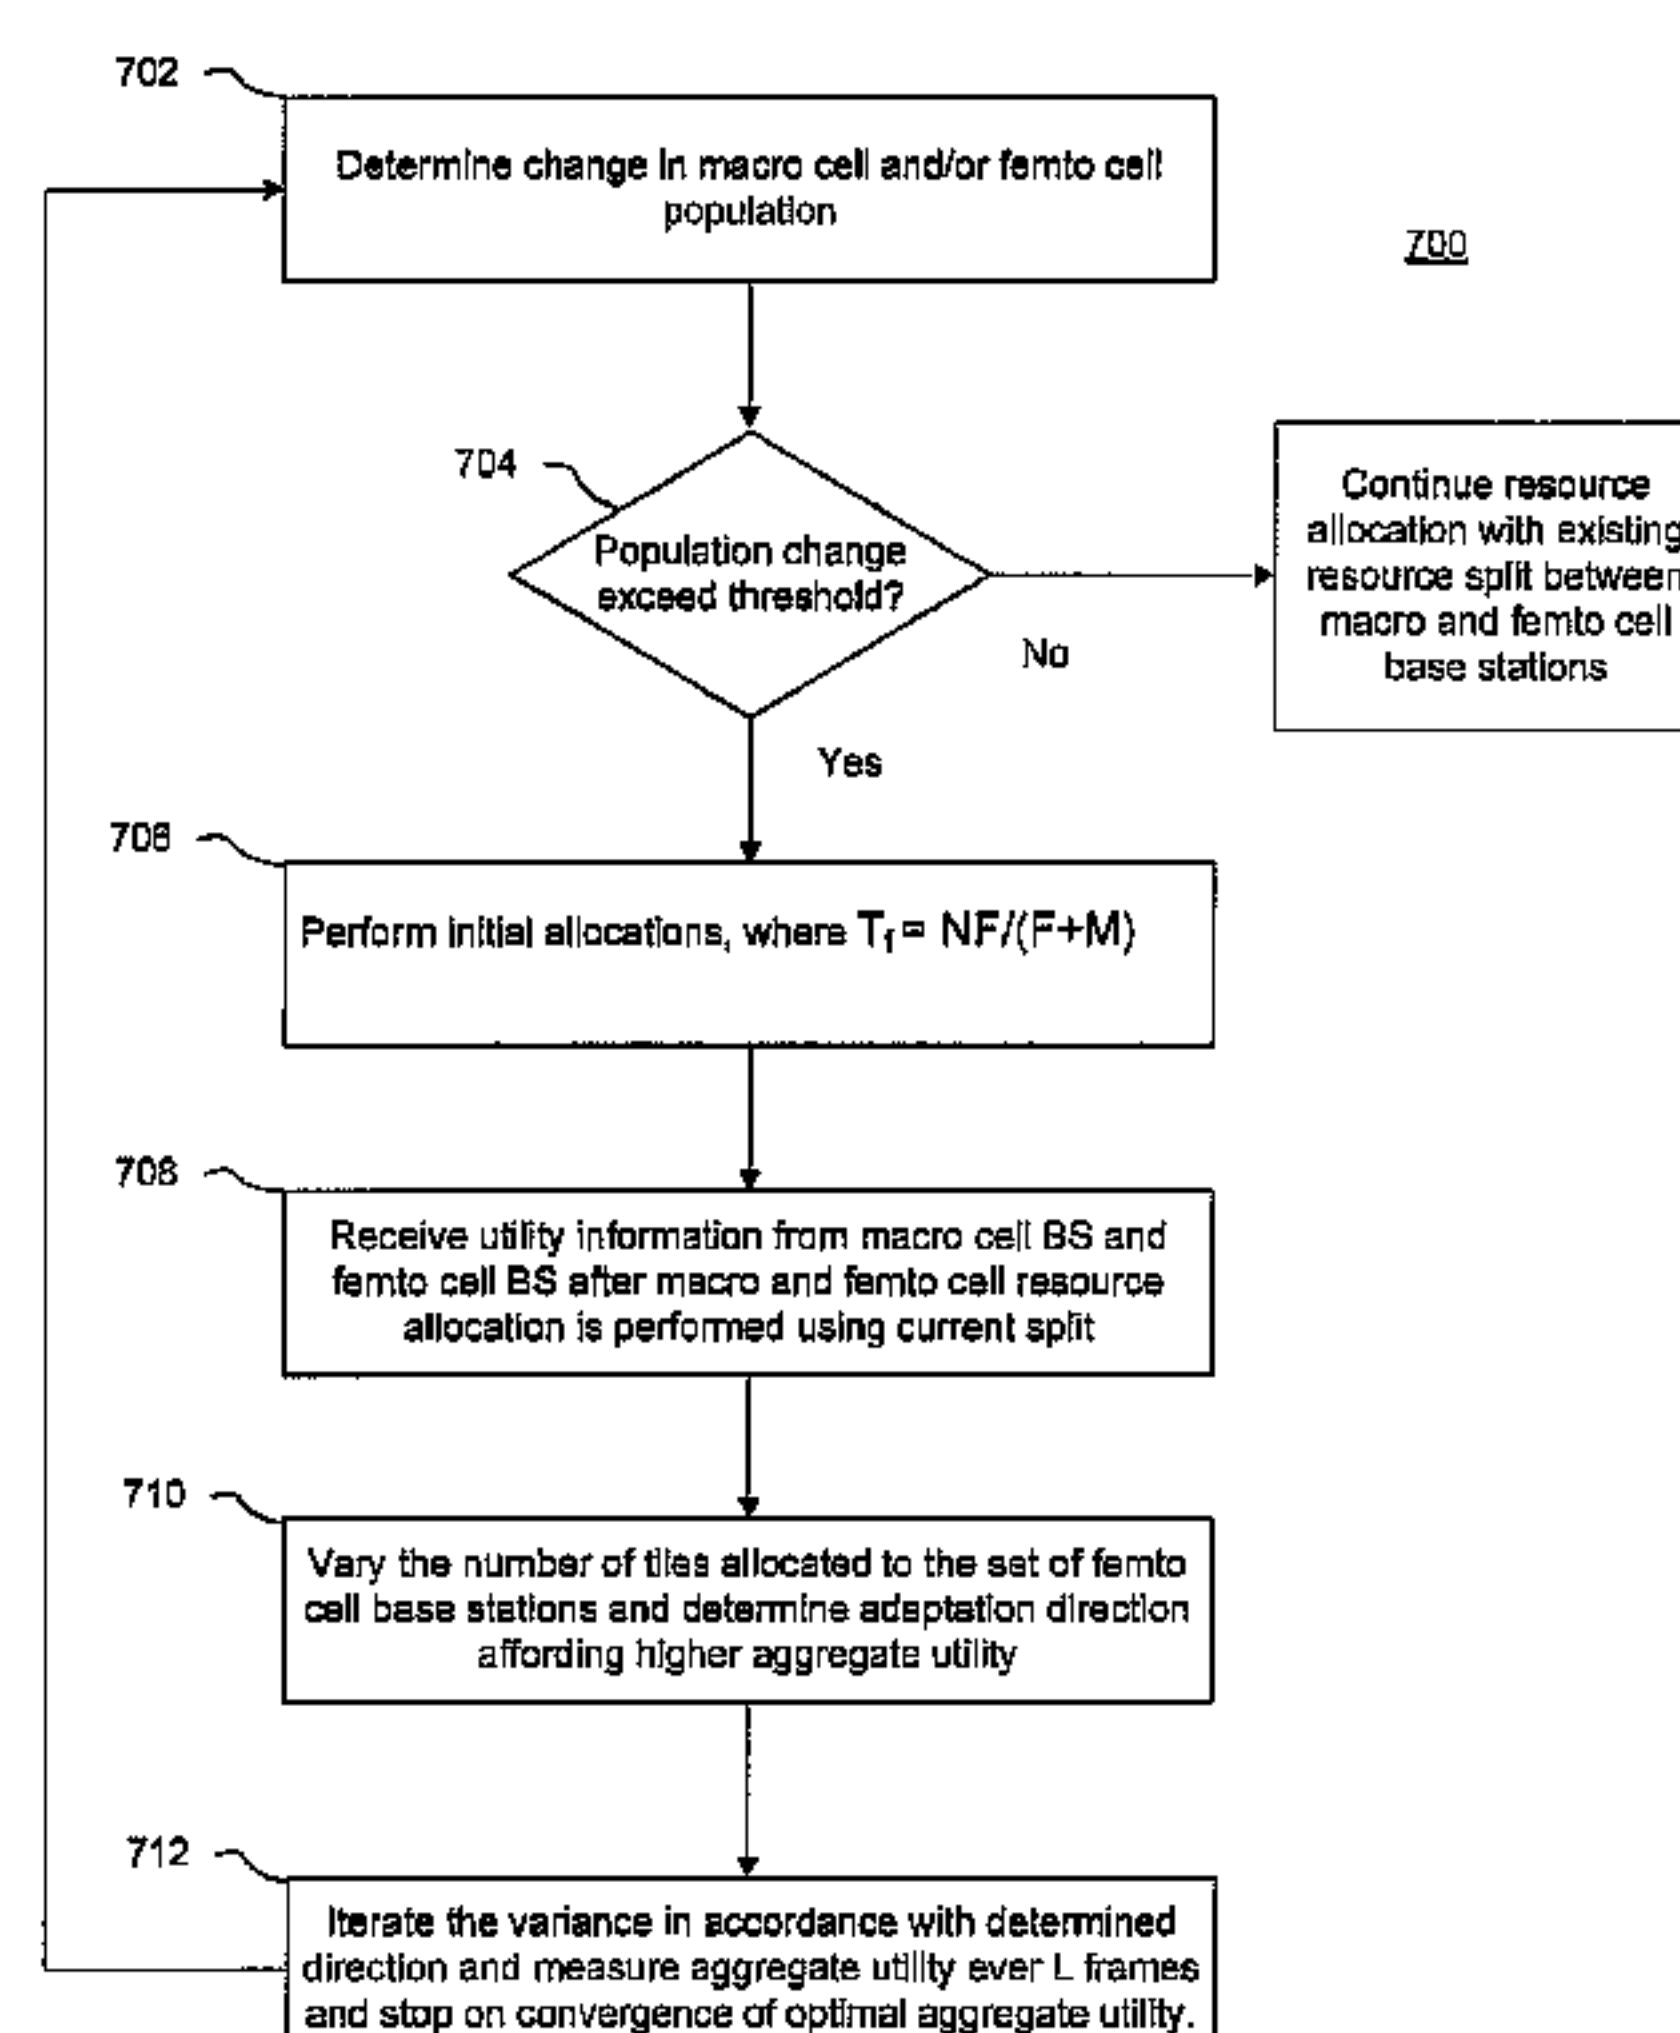 702
Determine change in macro cell and/or femto cell
population
700
704
Population change
exceed threshold?
No
Continue resource
allocation with existing
resource split between
macro and femto cell
base stations
Yes
706
Perform initial allocations, where Tf = NF/(F+M)
708
Receive utility information from macro cell BS and
femto cell BS after macro and femto cell resource
allocation is performed using current split
710
Vary the number of tiles allocated to the set of femto
cell base stations and determine adaptation direction
affording higher aggregate utility
712
Iterate the variance in accordance with determined
direction and measure aggregate utility ever L frames
and stop on convergence of optimal aggregate utility.